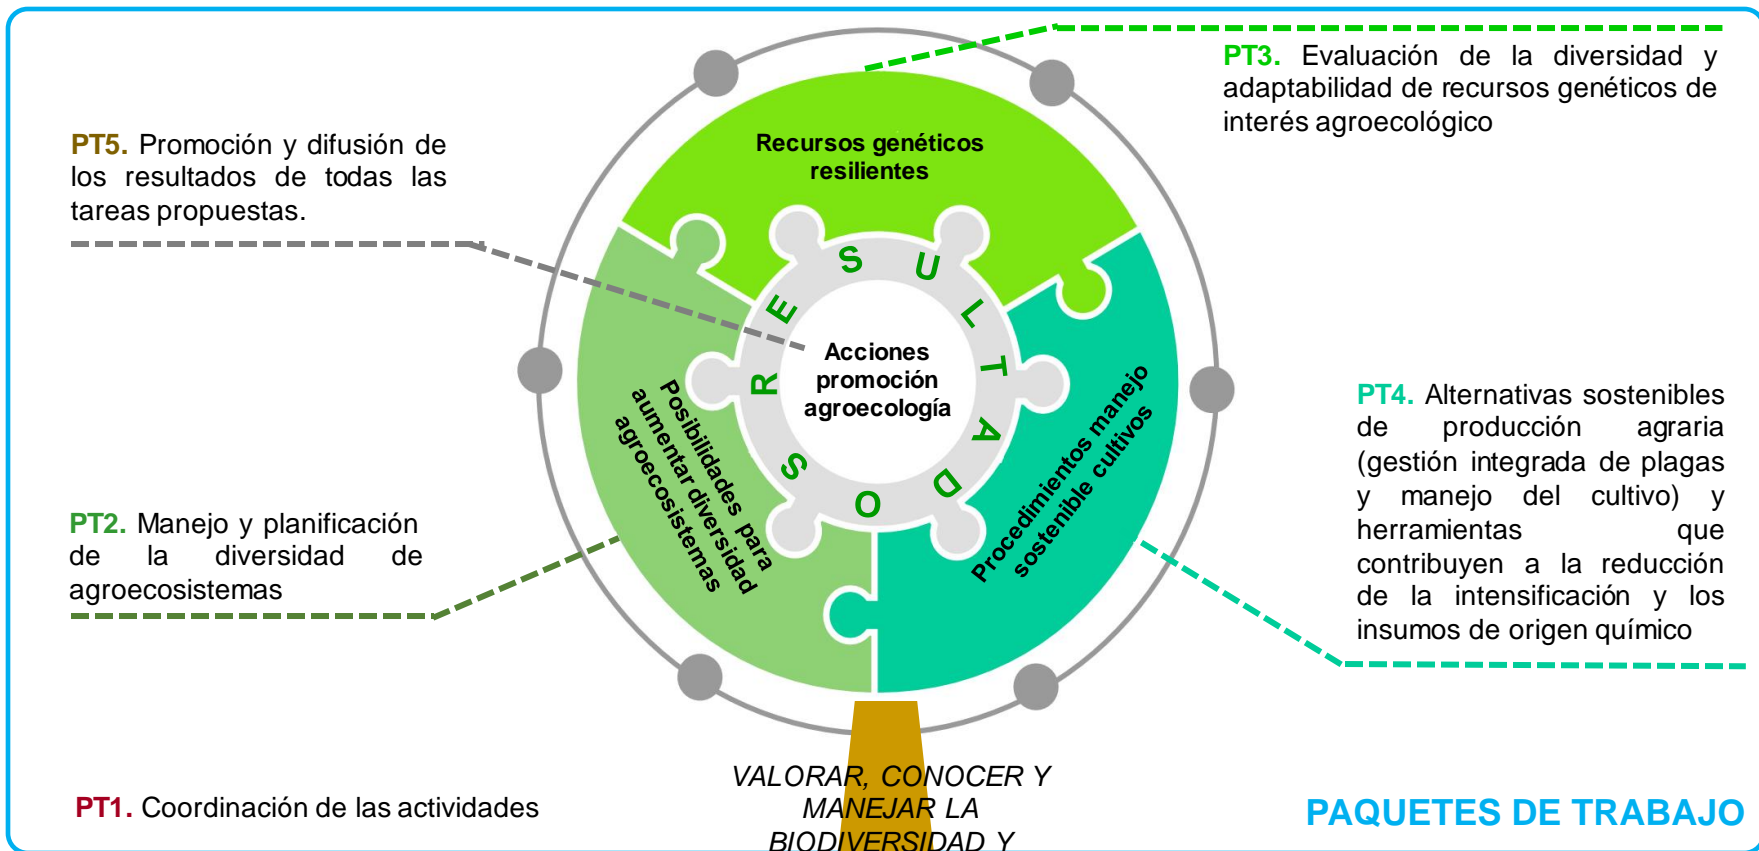 PT3. Evaluación de la diversidad y
adaptabilidad de recursos genéticos de
interés agroecológico
PT5. Promoción y difusión de
los resultados de todas las
tareas propuestas.
Recursos genéticos
resilientes
RESULTADOS
Acciones
promoción
agroecología
Posibilidades para
aumentar diversidad
agroecosistemas
Procedimientos manejo
sostenible cultivos
PT4. Alternativas sostenibles
de producción agraria
(gestión integrada de plagas
y manejo del cultivo) y
herramientas que
contribuyen a la reducción
de la intensificación y los
insumos de origen químico
PT2. Manejo y planificación
de la diversidad de
agroecosistemas
PT1. Coordinación de las actividades
VALORAR, CONOCER Y
MANEJAR LA
BIODIVERSIDAD Y
PAQUETES DE TRABAJO